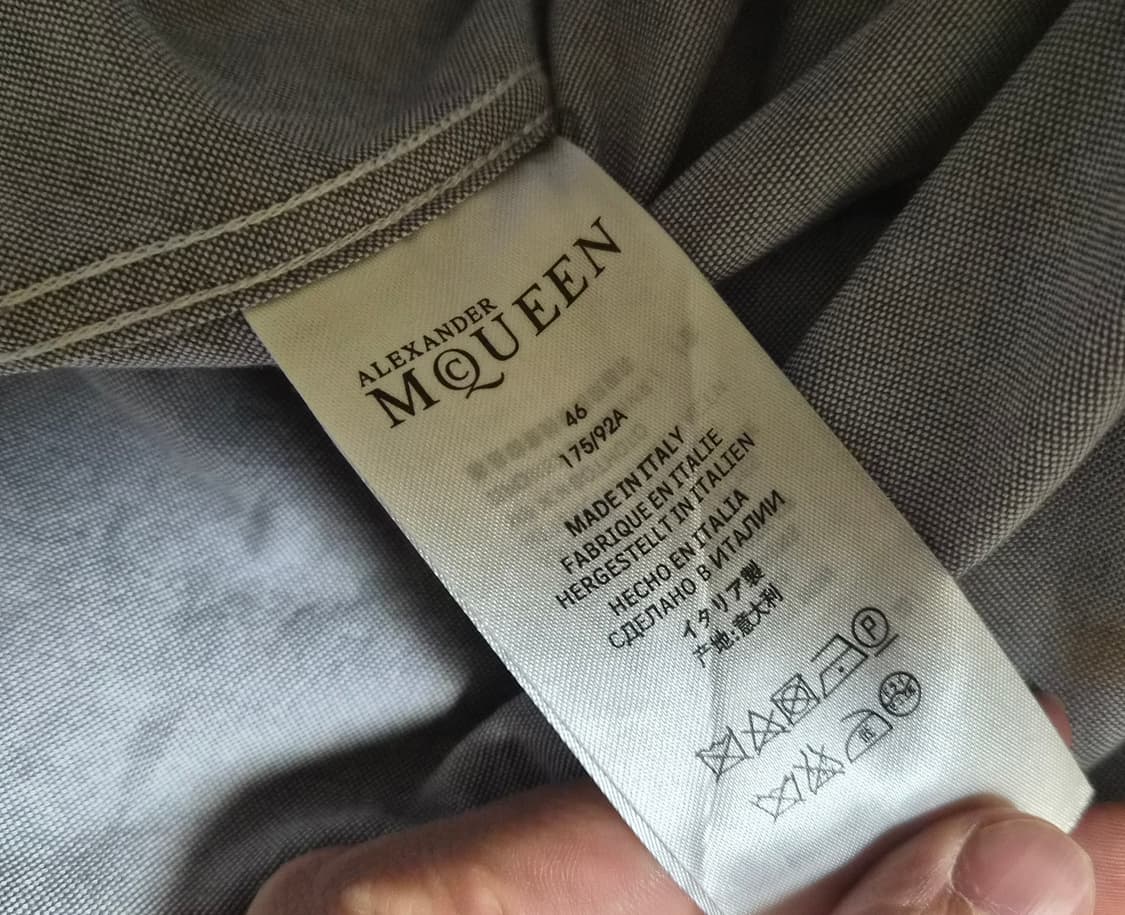 ALEXANDER
MCQUEEN
46
175/92A
MADE IN ITALY
FABRIQUE EN ITALIE
HERGESTELLT IN ITALIEN
HECHO EN ITALIA
СДЕЛАНО В ИТАЛИИ
イタリア製
产地:意大利
P